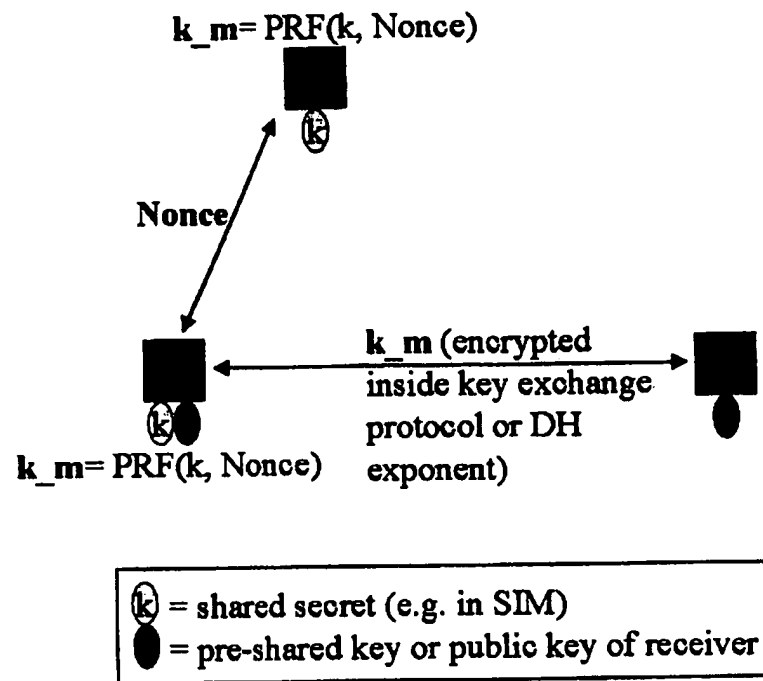 k_m= PRF(k, Nonce)
k
Nonce
k_m (encrypted
inside key exchange
protocol or DH
exponent)
k
k_m= PRF(k, Nonce)
k = shared secret (e.g. in SIM)
= pre-shared key or public key of receiver